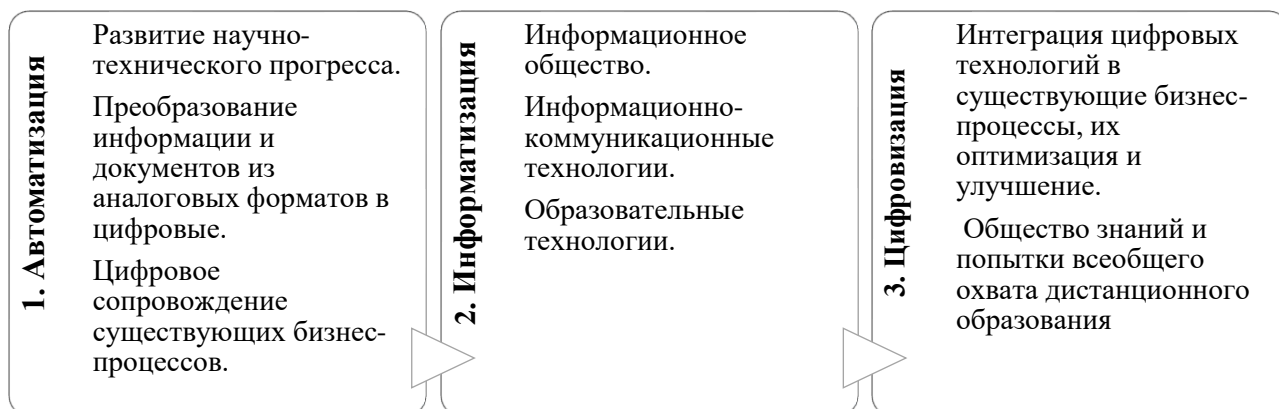 1. Автоматизация
Развитие научно-
технического прогресса.
Преобразование
информации и
документов из
аналоговых форматов в
цифровые.
Цифровое
сопровождение
существующих бизнес-
процессов.
2. Информатизация
Информационное
общество.
Информационно-
коммуникационные
технологии.
Образовательные
технологии.
3. Цифровизация
Интеграция цифровых
технологий в
существующие бизнес-
процессы, их
оптимизация и
улучшение.
Общество знаний и
попытки всеобщего
охвата дистанционного
образования